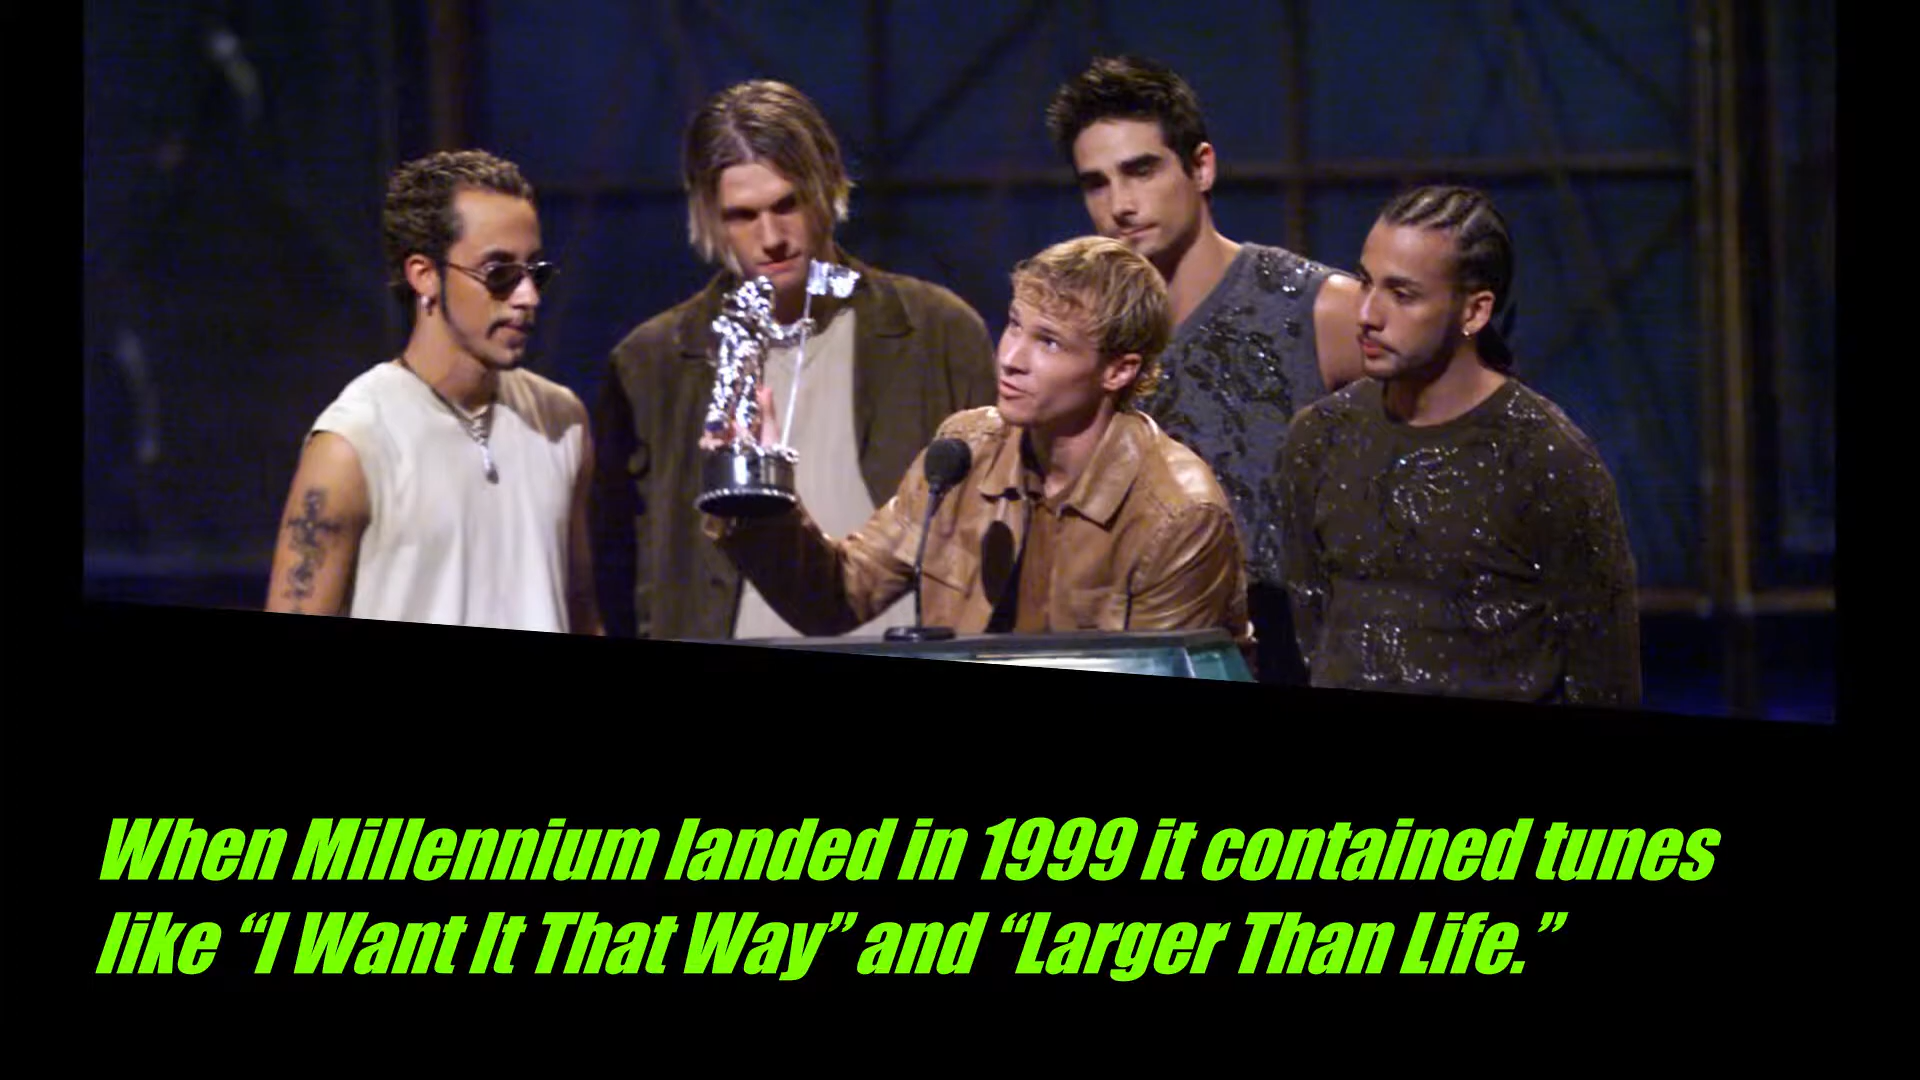 When Millennium landed in 1999 it contained tunes
like “I Want It That Way” and “Larger Than Life.”